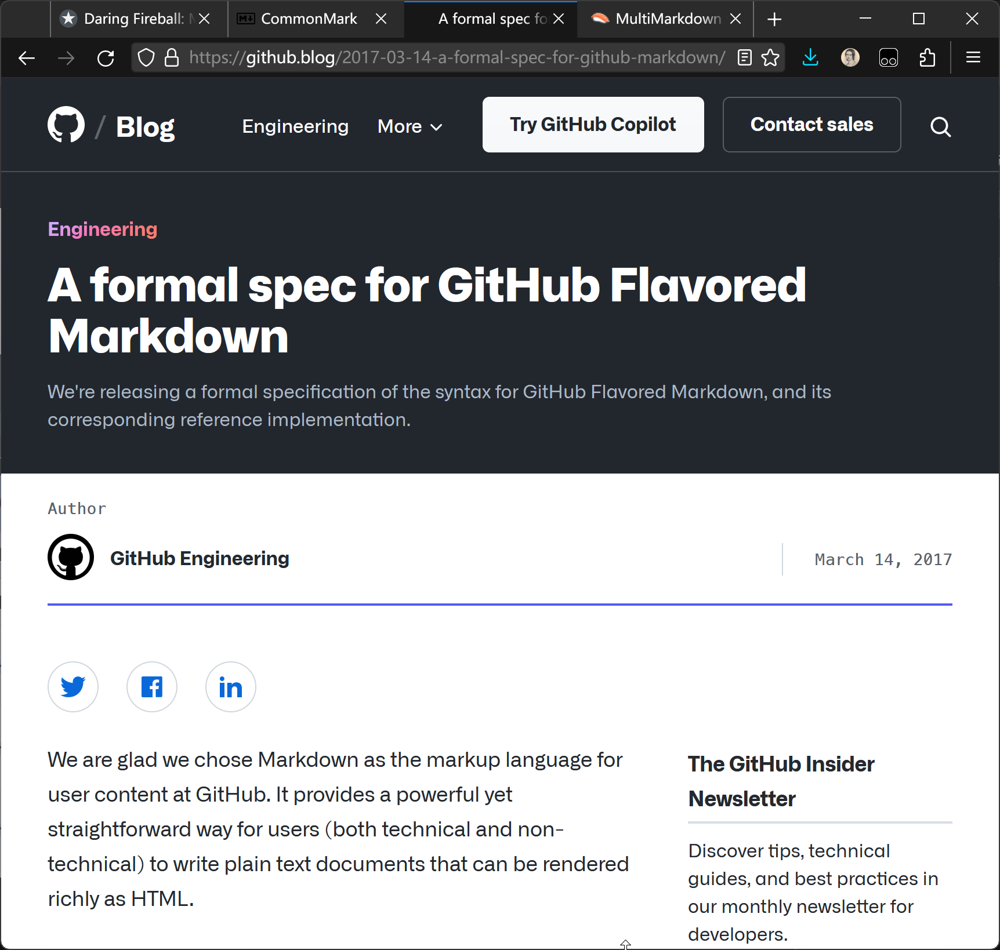 Daring Fireball:
CommonMark
A formal spec fo
MultiMarkdown
https://github.blog/2017-03-14-a-formal-spec-for-github-markdown/
/ Blog
Engineering
More
Try GitHub Copilot
Contact sales
Engineering
A formal spec for GitHub Flavored
Markdown
We're releasing a formal specification of the syntax for GitHub Flavored Markdown, and its
corresponding reference implementation.
Author
GitHub Engineering
March 14, 2017
We are glad we chose Markdown as the markup language for
user content at GitHub. It provides a powerful yet
straightforward way for users (both technical and non-
technical) to write plain text documents that can be rendered
richly as HTML.
The GitHub Insider
Newsletter
Discover tips, technical
guides, and best practices in
our monthly newsletter for
developers.